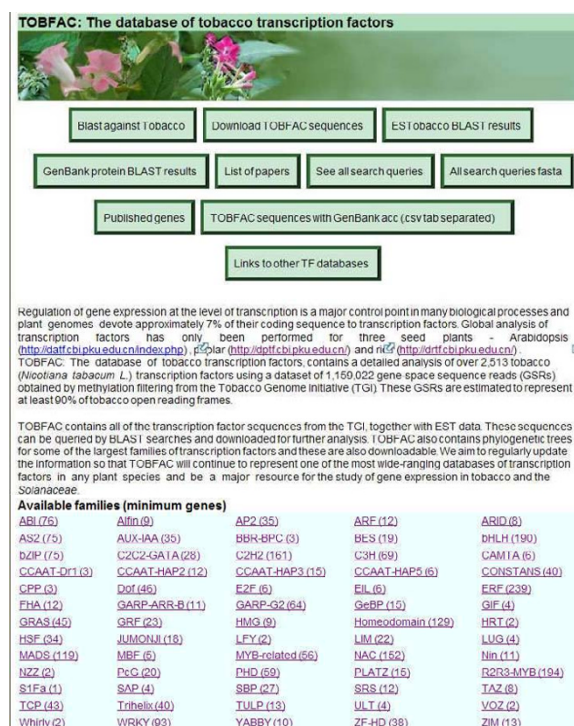 TOBFAC: The database of tobacco transcription factors
Blast against Tobacco Download TOBFAC sequences ESTobacco BLAST results
GenBank protein BLAST results List of papers See all search queries All search queries fasta
Published genes TOBFAC sequences with GenBank acc (.csv tab separated)
Links to other TF databases
Regulation of gene expression at the level of transcription is a major control point in many biological processes and
plant genomes devote approximately 7% of their coding sequence to transcription factors. Global analysis of
transcription factors has only been performed for three seed plants - Arabidopsis
(http://datf.cbi.pku.edu.cn/index.php), (http://dptf.cbi.pku.edu.cn/) and (http://drtf.cbi.pku.edu.cn/).
TOBFAC: The database of tobacco transcription factors, contains a detailed analysis of over 2,513 tobacco
(Nicotiana tabacum L.) transcription factors using a dataset of 1,159,022 gene-space sequence reads (GSRs)
obtained by methylation filtering from the Tobacco Genome Initiative (TGI). These GSRs are estimated to represent
at least 90% of tobacco open reading frames.
TOBFAC contains all of the transcription factor sequences from the TGI, together with EST data. These sequences
can be queried by BLAST searches and downloaded for further analysis. TOBFAC also contains phylogenetic trees
for some of the largest families of transcription factors and these are also downloadable. We aim to regularly update
the information so that TOBFAC will continue to represent one of the most wide-ranging databases of transcription
factors in any plant species and be a major resource for the study of gene expression in tobacco and the
Solanaceae.
Available families (minimum genes)
ABI (76) Alfin (9) AP2 (35) ARF (12) ARID (8)
AS2 (75) AUX-IAA (35) BBR-BPC (3) BES (19) bHLH (190)
bZIP (75) C2C2-GATA (28) C2H2 (161) C3H (69) CAMTA (6)
CCAAT-Dr1 (3) CCAAT-HAP2 (12) CCAAT-HAP3 (15) CCAAT-HAP5 (6) CONSTANS (40)
CPP (3) Dof (46) E2F (6) EIL (6) ERF (239)
FHA (12) GARP-ARR-B (11) GARP-G2 (64) GeBP (15) GIF (4)
GRAS (45) GRF (23) HMG (9) Homeodomain (129) HRT (2)
HSF (34) JUMONJI (18) LFY (2) LIM (22) LUG (4)
MADS (119) MBF (5) MYB-related (56) NAC (152) Nin (11)
NZZ (2) PcG (20) PHD (59) PLATZ (15) R2R3-MYB (194)
S1Fa (1) SAP (4) SBP (27) SRS (12) TAZ (8)
TCP (43) Trihelix (40) TULP (13) ULT (4) VOZ (2)
Whirly (2) WRKY (93) YABBY (10) ZF-HD (38) ZIM (13)